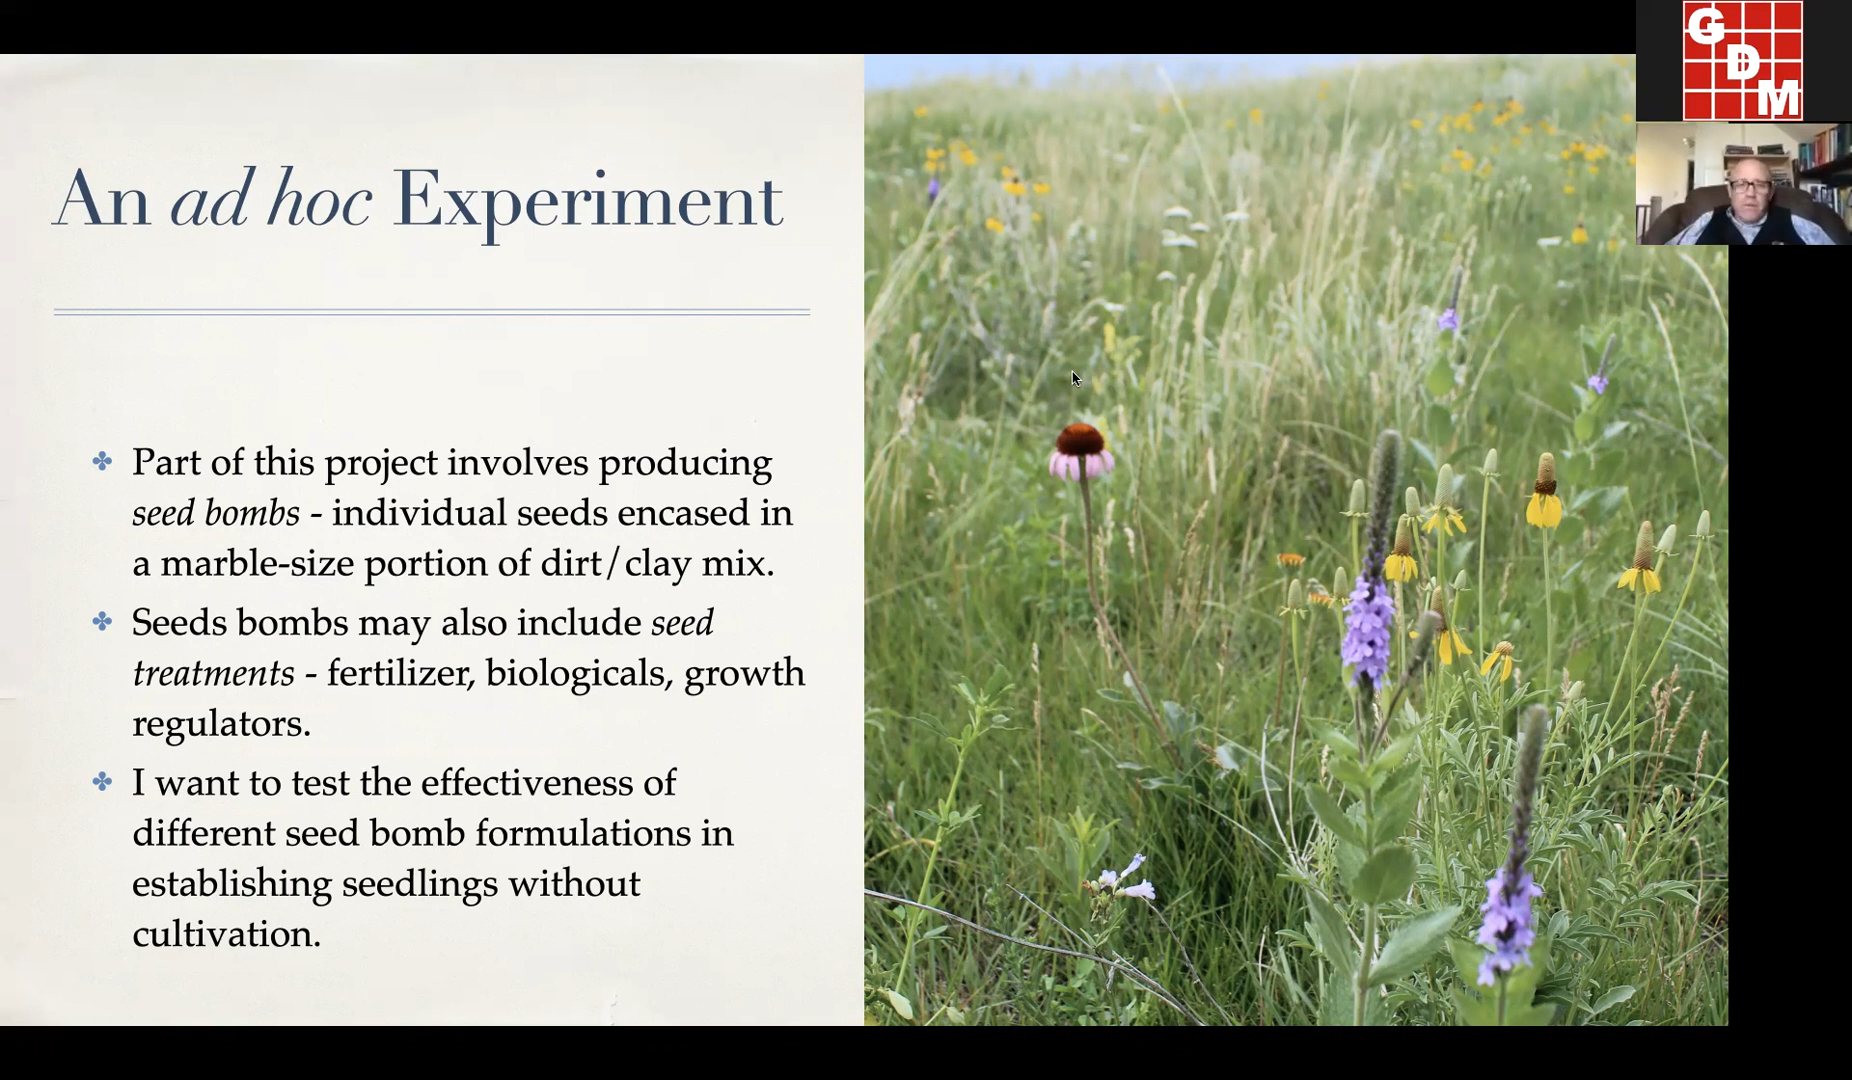 An ad hoc Experiment
Part of this project involves producing
seed bombs - individual seeds encased in
a marble-size portion of dirt/clay mix.
Seeds bombs may also include seed
treatments - fertilizer, biologicals, growth
regulators.
I want to test the effectiveness of
different seed bomb formulations in
establishing seedlings without
cultivation.
GDM